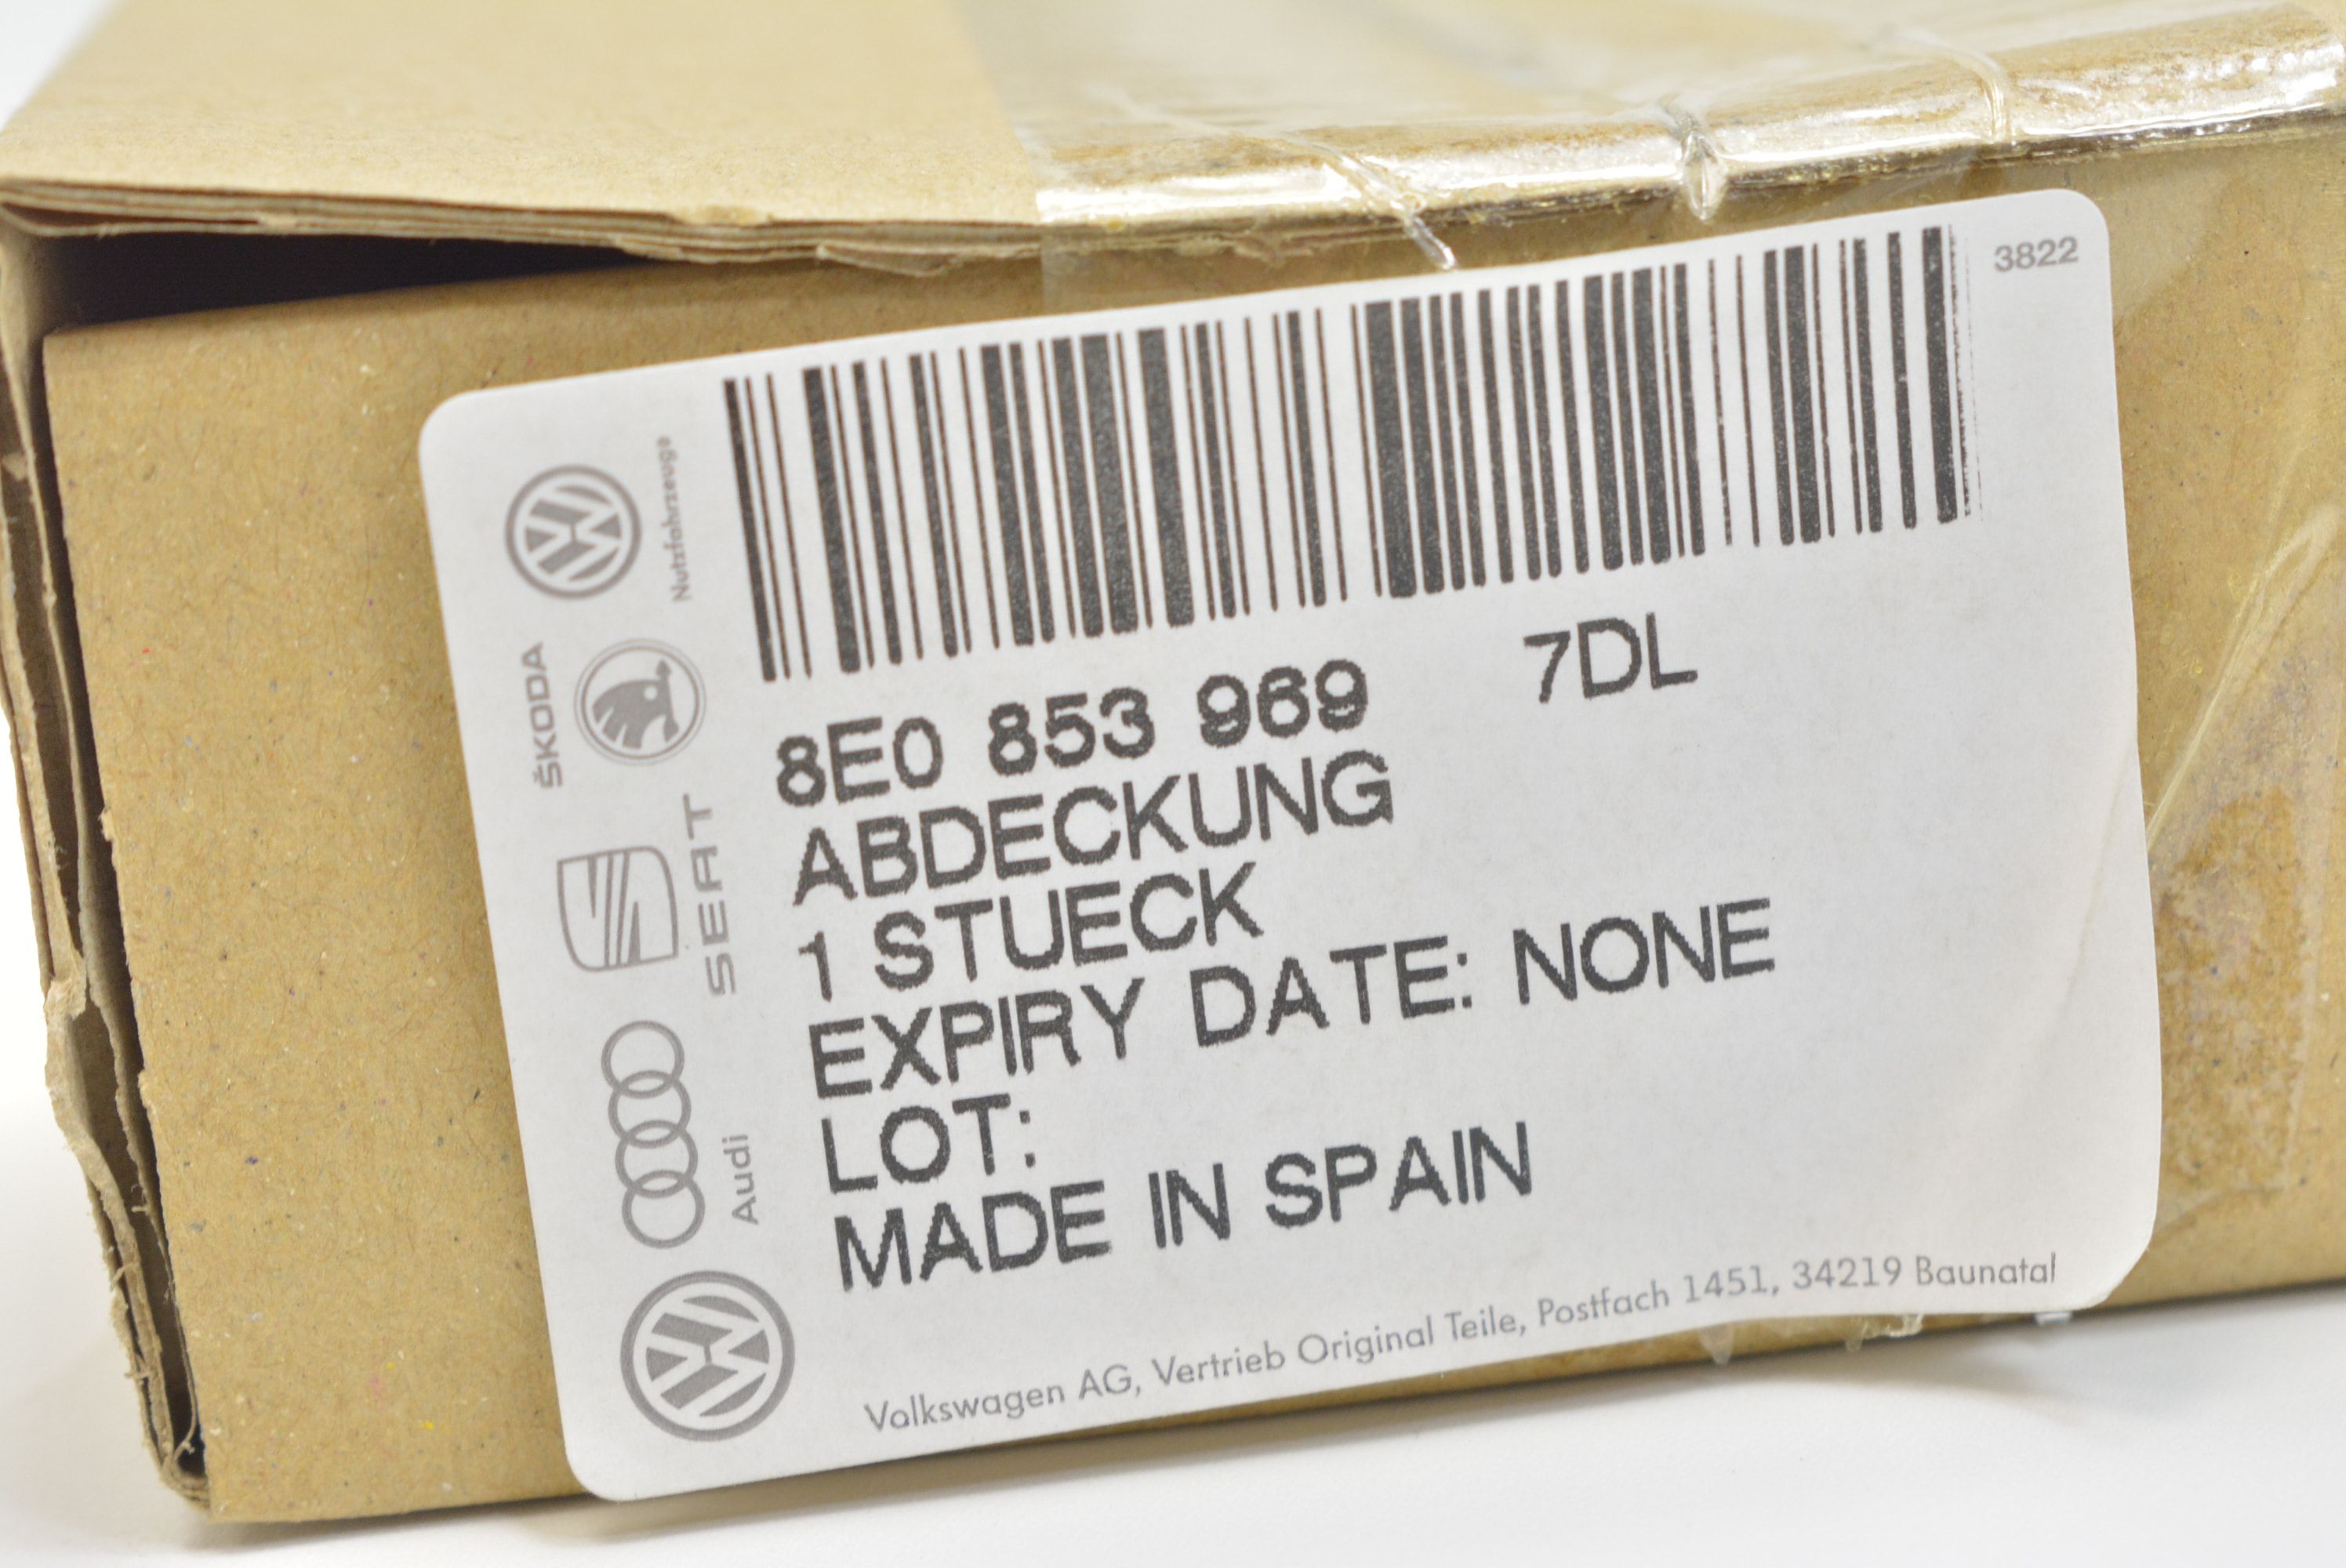 3822
8E0 853 969 7DL
ABDECKUNG
1 STUECK
EXPIRY DATE: NONE
LOT:
MADE IN SPAIN
Volkswagen AG, Vertrieb Original Teile, Postfach 1451, 34219 Baunatal
Nutzfahrzeuge
ŠKODA
SEAT
Audi